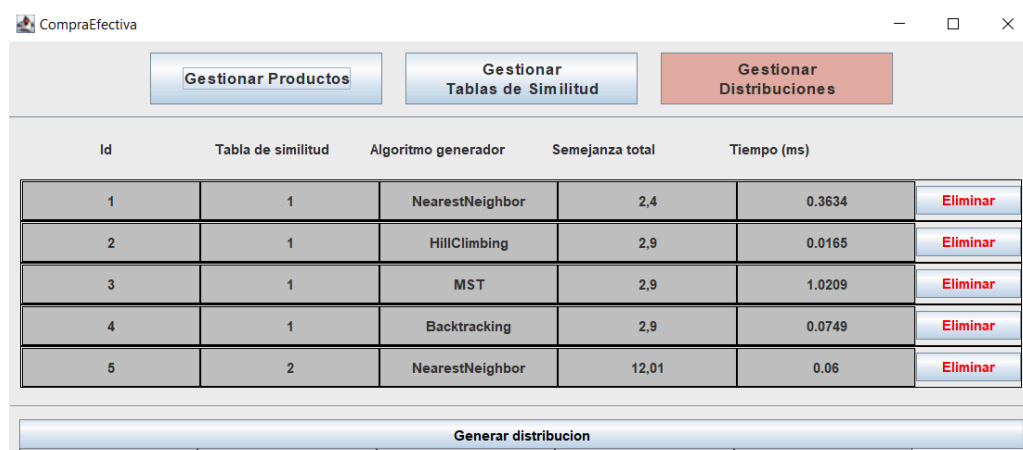 CompraEfectiva
Gestionar Productos
Gestionar
Tablas de Similitud
Gestionar
Distribuciones
Id Tabla de similitud Algoritmo generador Semejanza total Tiempo (ms)
1 1 NearestNeighbor 2,4 0.3634 Eliminar
2 1 HillClimbing 2,9 0.0165 Eliminar
3 1 MST 2,9 1.0209 Eliminar
4 1 Backtracking 2,9 0.0749 Eliminar
5 2 NearestNeighbor 12,01 0.06 Eliminar
Generar distribucion